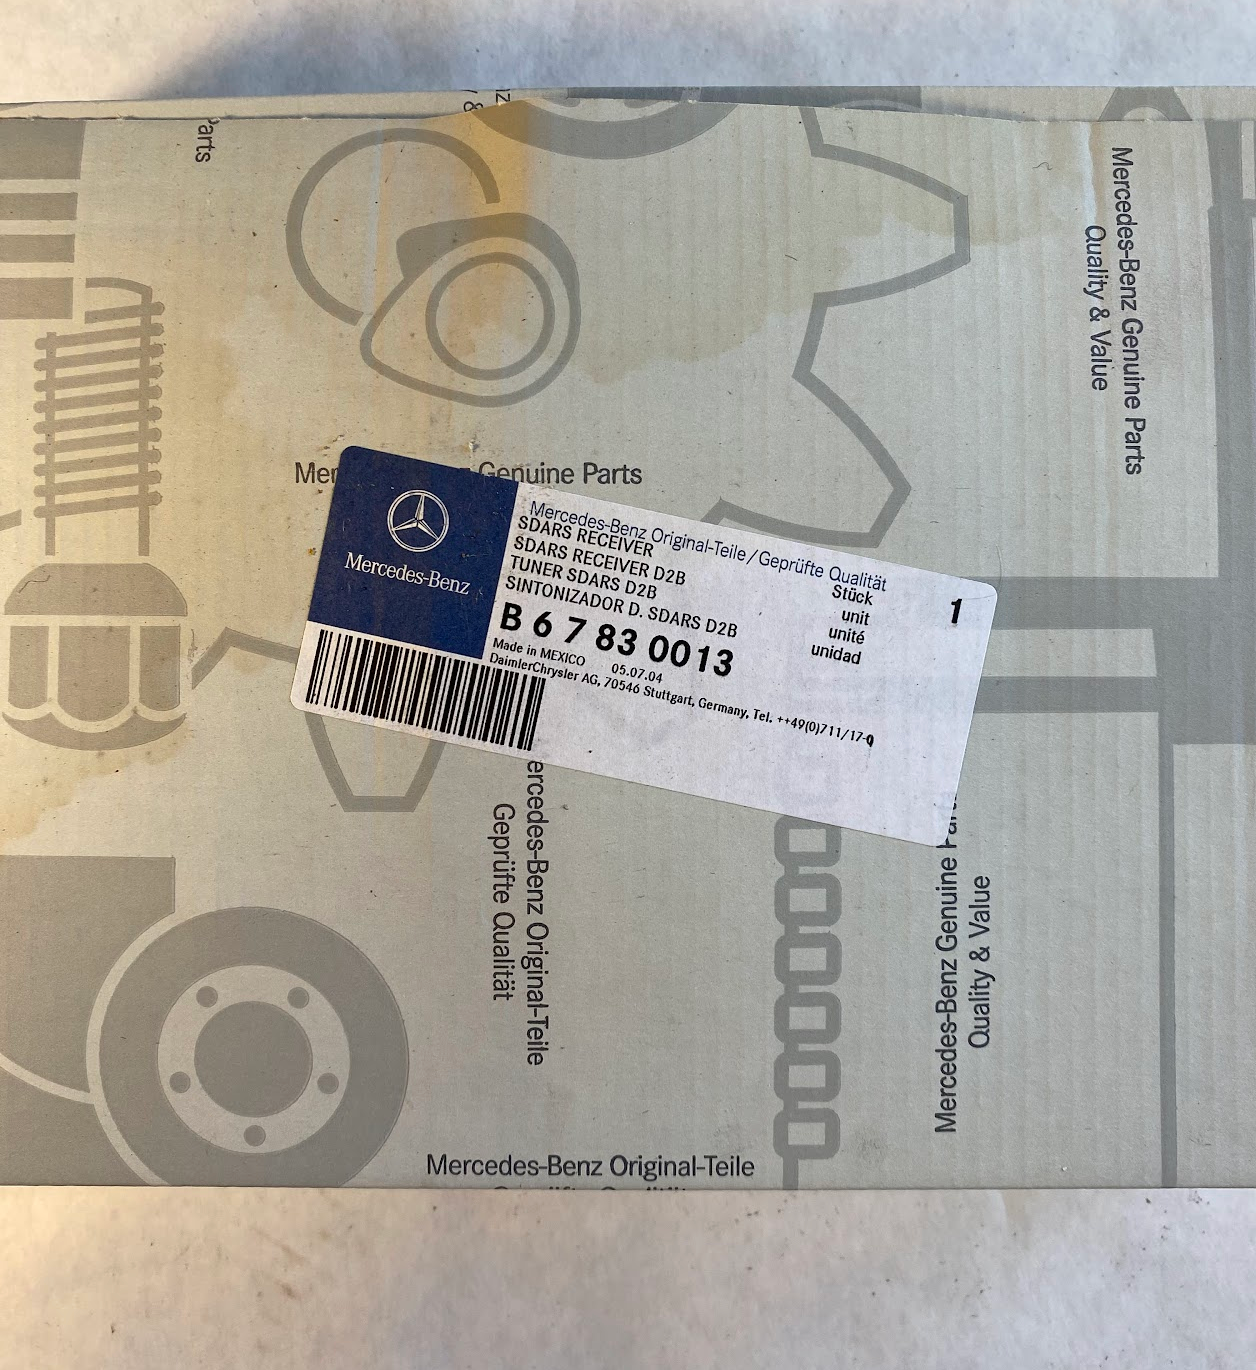 / &
Parts
Mercedes-Benz Genuine Parts
Quality & Value
Genuine Parts
Mercedes-Benz
Mercedes-Benz Original-Teile/Geprüfte Qualität
SDARS RECEIVER
SDARS RECEIVER D2B
TUNER SDARS D2B
SINTONIZADOR D. SDARS D2B
Stück
unit
unité
unidad
1
B 6 7 83 0013
Made in MEXICO 05.07.04
DaimlerChrysler AG, 70546 Stuttgart, Germany, Tel. ++49(0)711/17-0
ercedes-Benz Original-Teile
Geprüfte Qualität
Mercedes-Benz Genuine Par
Quality & Value
Mercedes-Benz Original-Teile